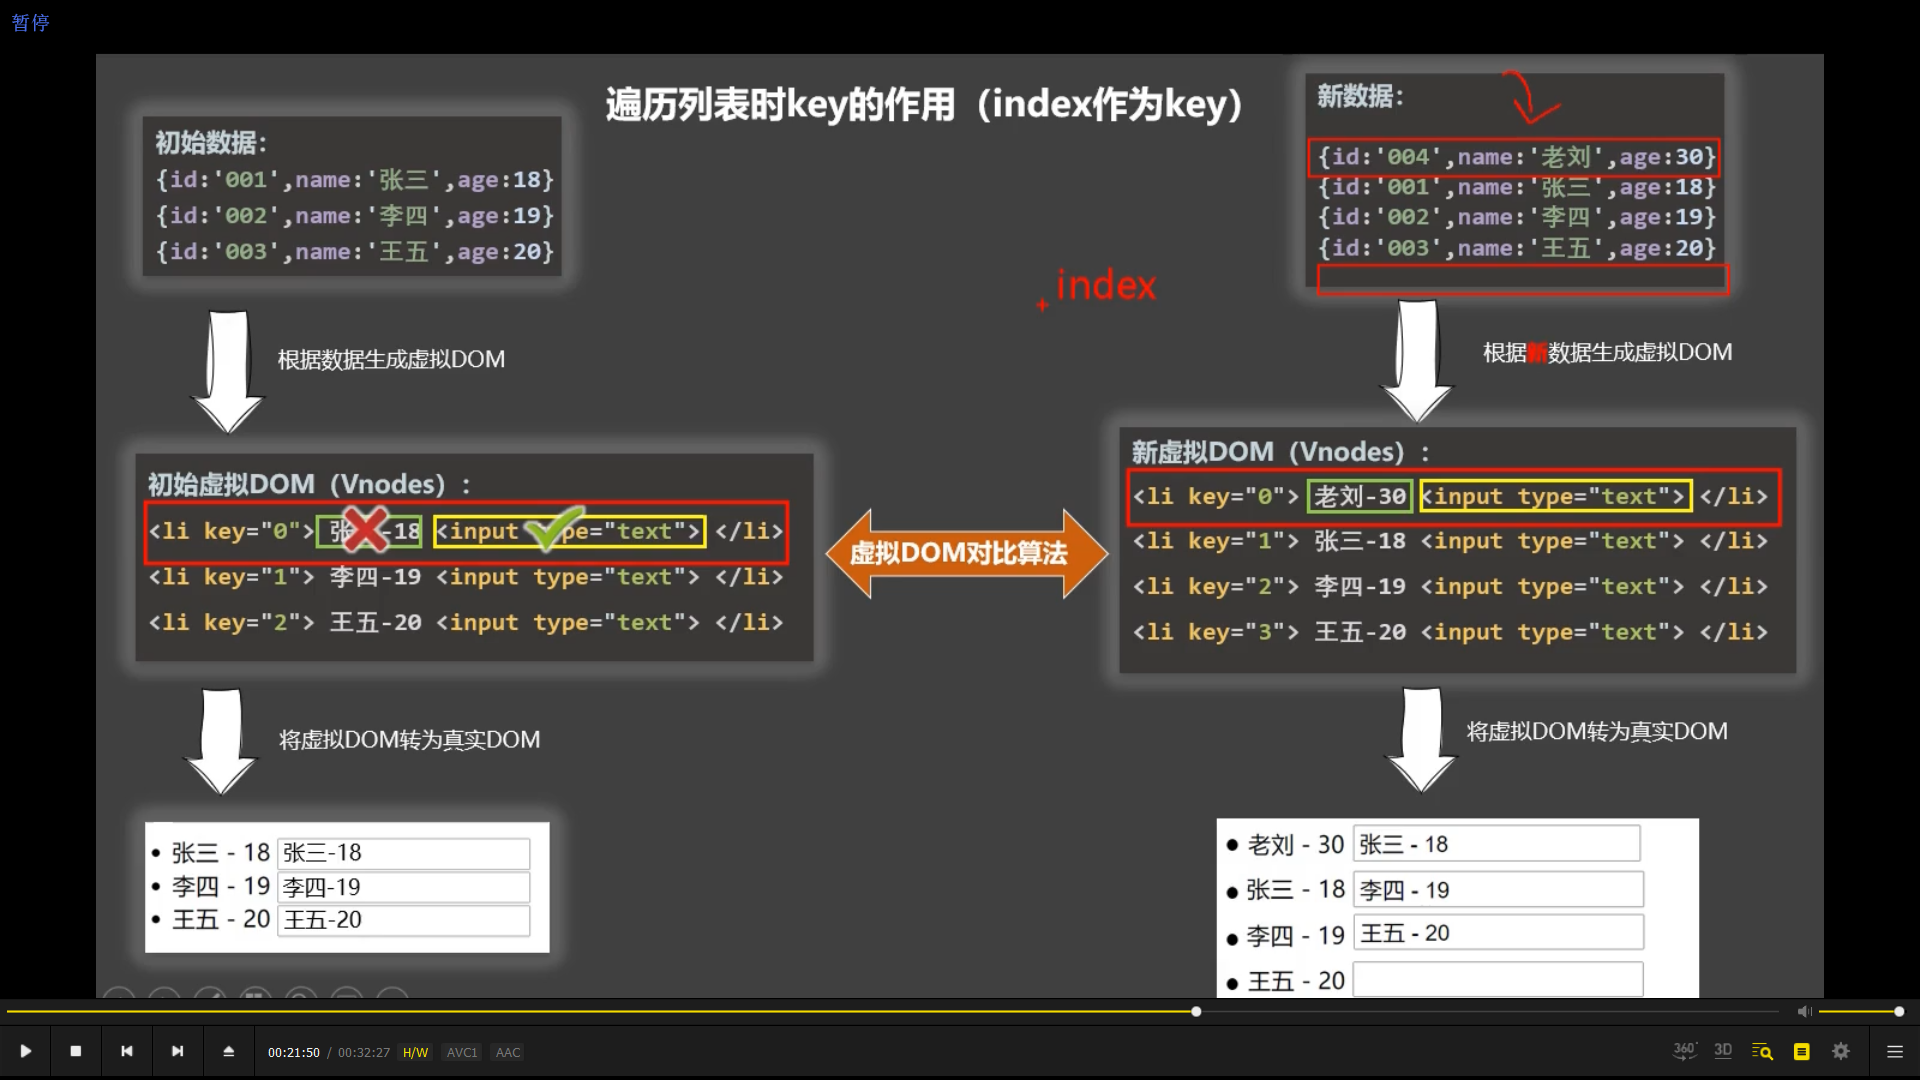 暂停
遍历列表时key的作用（index作为key）
初始数据：
{id:'001',name:'张三',age:18}
{id:'002',name:'李四',age:19}
{id:'003',name:'王五',age:20}
新数据：
{id:'004',name:'老刘',age:30}
{id:'001',name:'张三',age:18}
{id:'002',name:'李四',age:19}
{id:'003',name:'王五',age:20}
index
根据数据生成虚拟DOM
根据新数据生成虚拟DOM
初始虚拟DOM（Vnodes）：
<li key="0"> 张三-18 <input type="text"> </li>
<li key="1"> 李四-19 <input type="text"> </li>
<li key="2"> 王五-20 <input type="text"> </li>
虚拟DOM对比算法
新虚拟DOM（Vnodes）：
<li key="0"> 老刘-30 <input type="text"> </li>
<li key="1"> 张三-18 <input type="text"> </li>
<li key="2"> 李四-19 <input type="text"> </li>
<li key="3"> 王五-20 <input type="text"> </li>
将虚拟DOM转为真实DOM
将虚拟DOM转为真实DOM
张三 - 18 张三-18
李四 - 19 李四-19
王五 - 20 王五-20
老刘 - 30 张三 - 18
张三 - 18 李四 - 19
李四 - 19 王五 - 20
王五 - 20
00:21:50 / 00:32:27 H/W AVC1 AAC
360° 3D